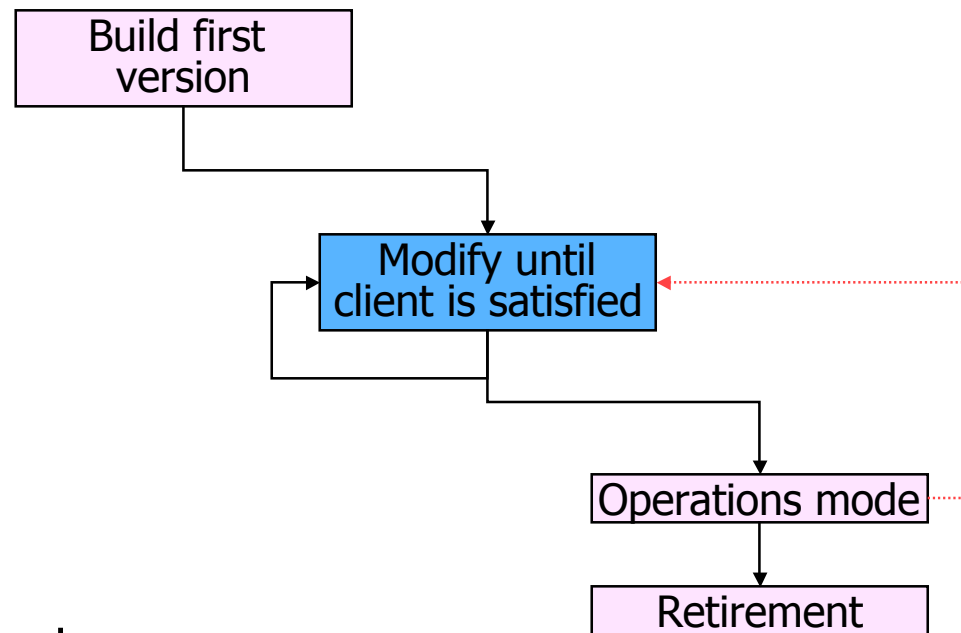 Build first
version
Modify until
client is satisfied
Operations mode
Retirement